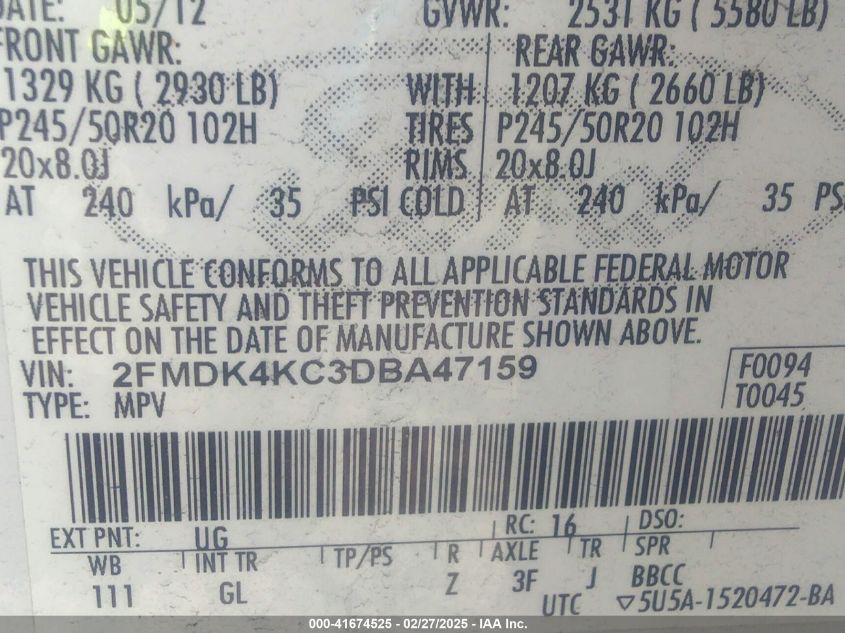 DATE: 05/12 GVWR: 2531 KG ( 5580 LB)
FRONT GAWR: REAR GAWR:
1329 KG ( 2930 LB) WITH 1207 KG ( 2660 LB)
P245/50R20 102H TIRES P245/50R20 102H
20x8.0J RIMS 20x8.0J
AT 240 kPa/ 35 PSI COLD AT 240 kPa/ 35 PS
THIS VEHICLE CONFORMS TO ALL APPLICABLE FEDERAL MOTOR
VEHICLE SAFETY AND THEFT PREVENTION STANDARDS IN
EFFECT ON THE DATE OF MANUFACTURE SHOWN ABOVE.
VIN: 2FMDK4KC3DBA47159 F0094
TYPE: MPV T0045
EXT PNT: UG RC: 16 DSO:
WB INT TR TP/PS R AXLE TR SPR
111 GL Z 3F J BBCC
UTC ▽5U5A-1520472-BA
000-41674525 - 02/27/2025 - IAA Inc.